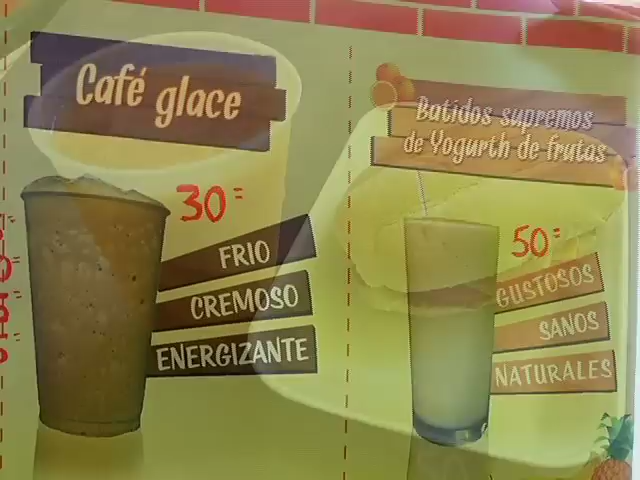 Café glace
30=
FRIO
CREMOSO
ENERGIZANTE
Batidos supremos
de Yogurth de frutas
50=
GUSTOSOS
SANOS
NATURALES